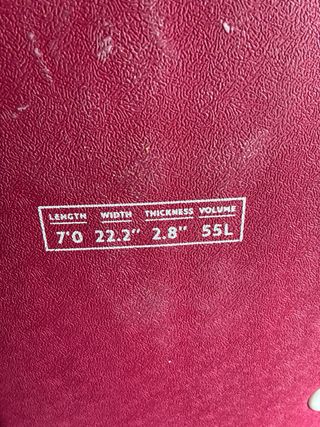 LENGTH WIDTH THICKNESS VOLUME
7'0 22.2" 2.8" 55L